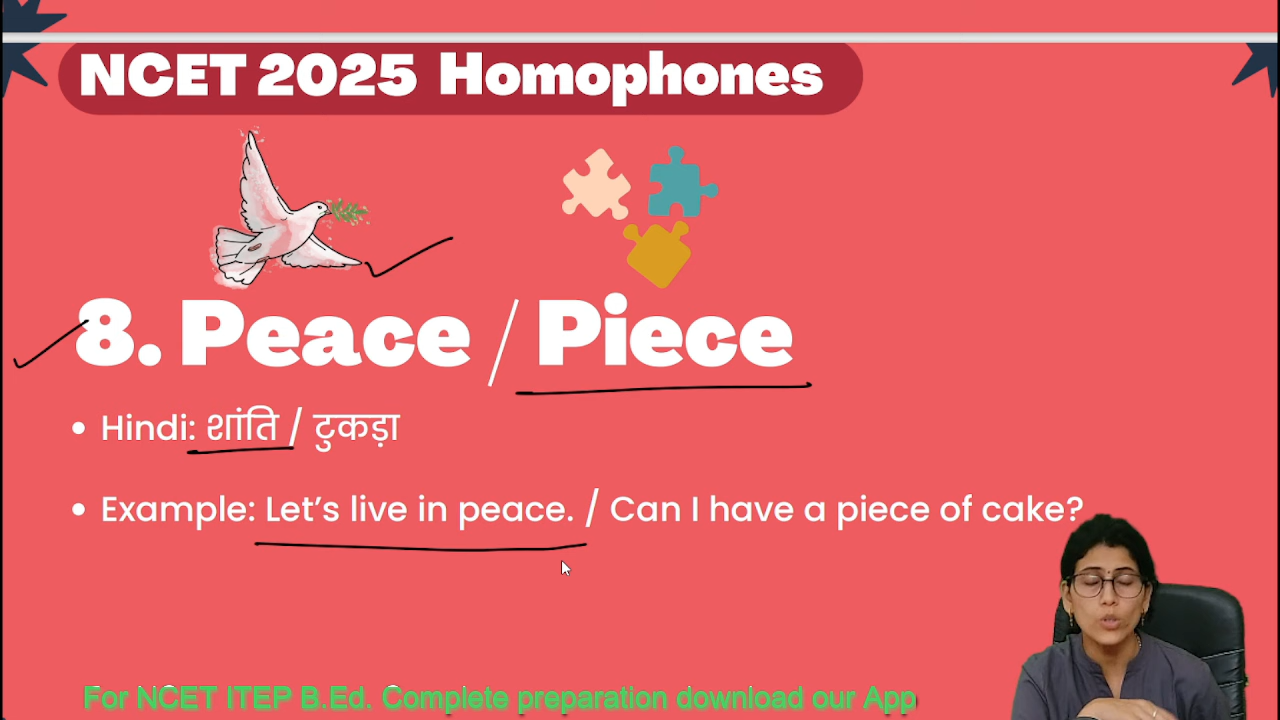 NCET 2025 Homophones
8. Peace / Piece
• Hindi: शांति / टुकड़ा
• Example: Let’s live in peace. / Can I have a piece of cake?
For NCET ITEP B.Ed. Complete preparation download our App